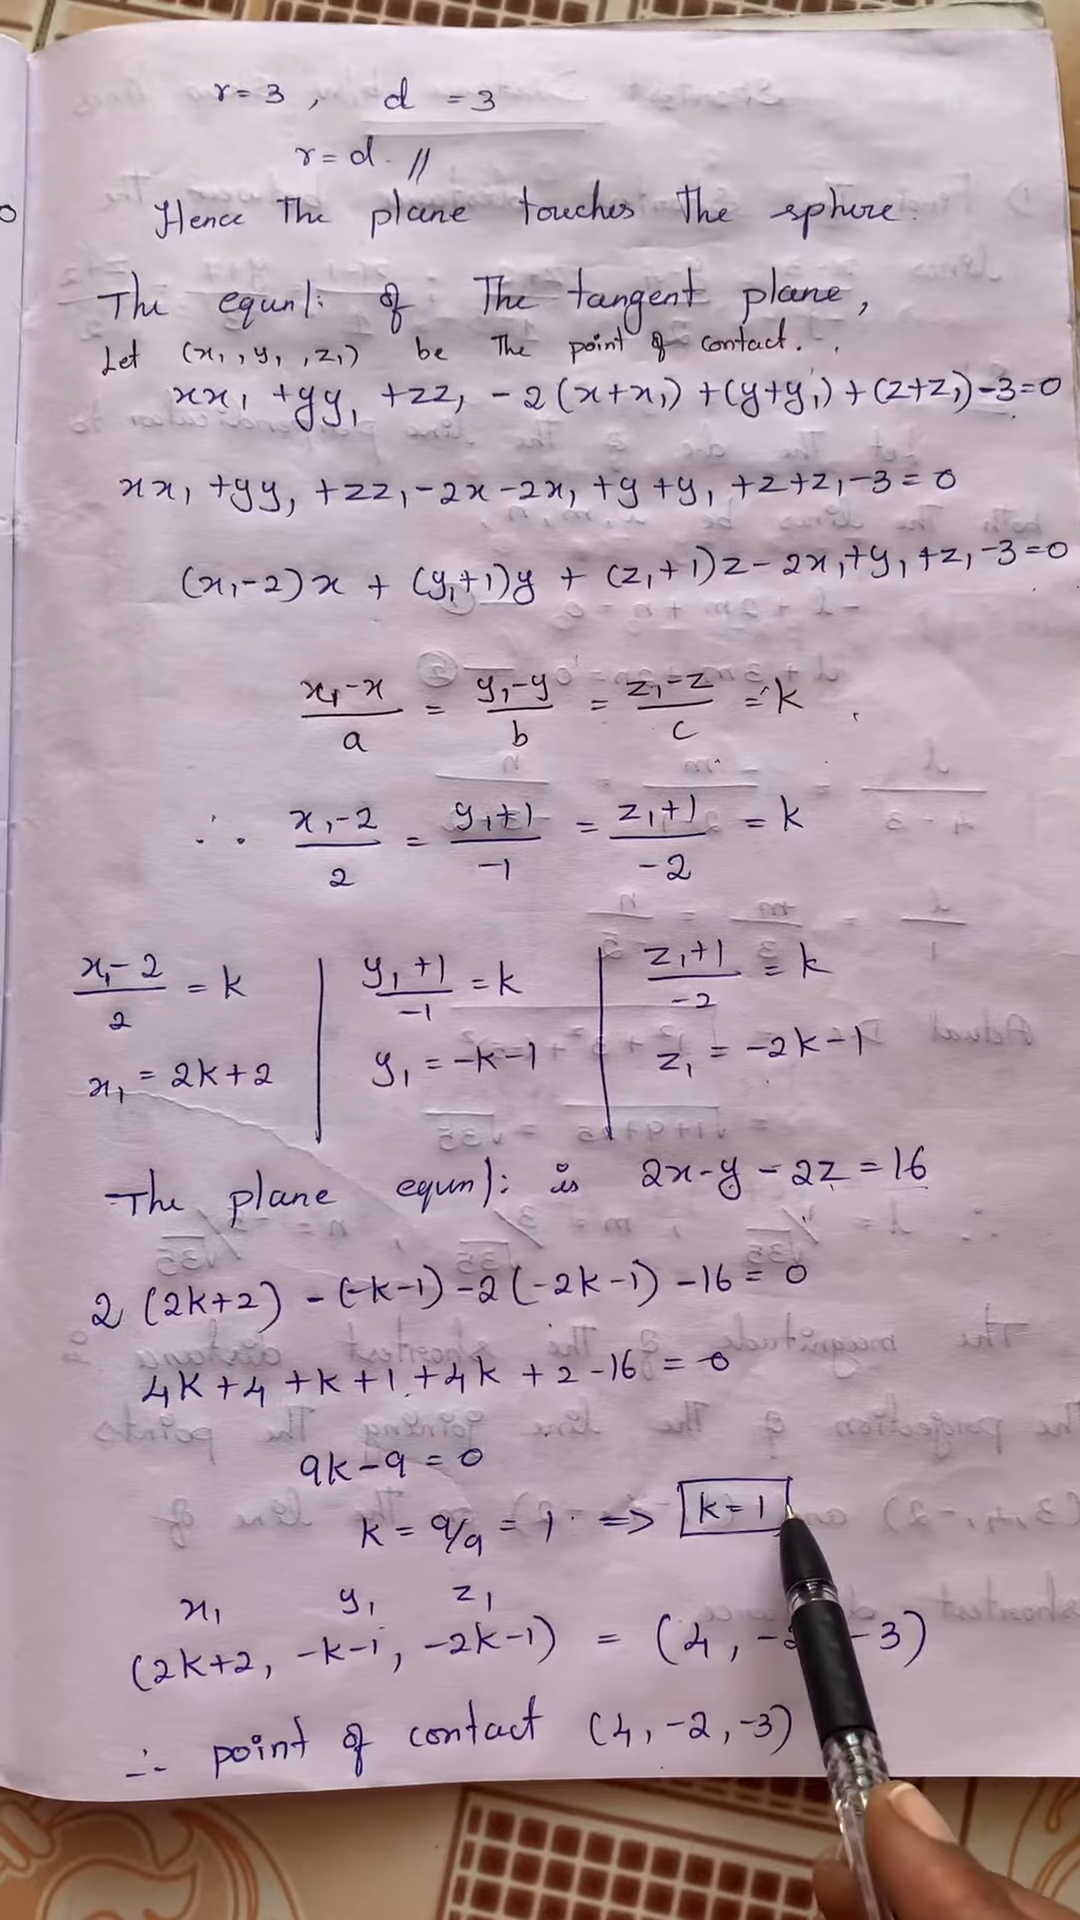 r = 3 , d = 3
r = d. //
Hence The plane touches The sphere.
The equn/: of The tangent plane,
Let (x₁, y₁, z₁) be The point of contact.
xx₁ + yy₁ + zz₁ - 2(x+x₁) + (y+y₁) + (z+z₁) - 3 = 0
xx₁ + yy₁ + zz₁ - 2x - 2x₁ + y + y₁ + z + z₁ - 3 = 0
(x₁-2)x + (y₁+1)y + (z₁+1)z - 2x₁ + y₁ + z₁ - 3 = 0
(x₁-x)/a = (y₁-y)/b = (z₁-z)/c = k
∴ (x₁-2)/2 = (y₁+1)/-1 = (z₁+1)/-2 = k
(x₁-2)/2 = k | (y₁+1)/-1 = k | (z₁+1)/-2 = k
x₁ = 2k+2 | y₁ = -k-1 | z₁ = -2k-1
The plane equn/: is 2x-y-2z = 16
2(2k+2) - (-k-1) - 2(-2k-1) - 16 = 0
4k+4+k+1+4k+2-16 = 0
9k-9 = 0
k = 9/9 = 1 ⇒ k = 1
x₁ y₁ z₁
(2k+2, -k-1, -2k-1) = (4, - -3)
∴ point of contact (4, -2, -3)